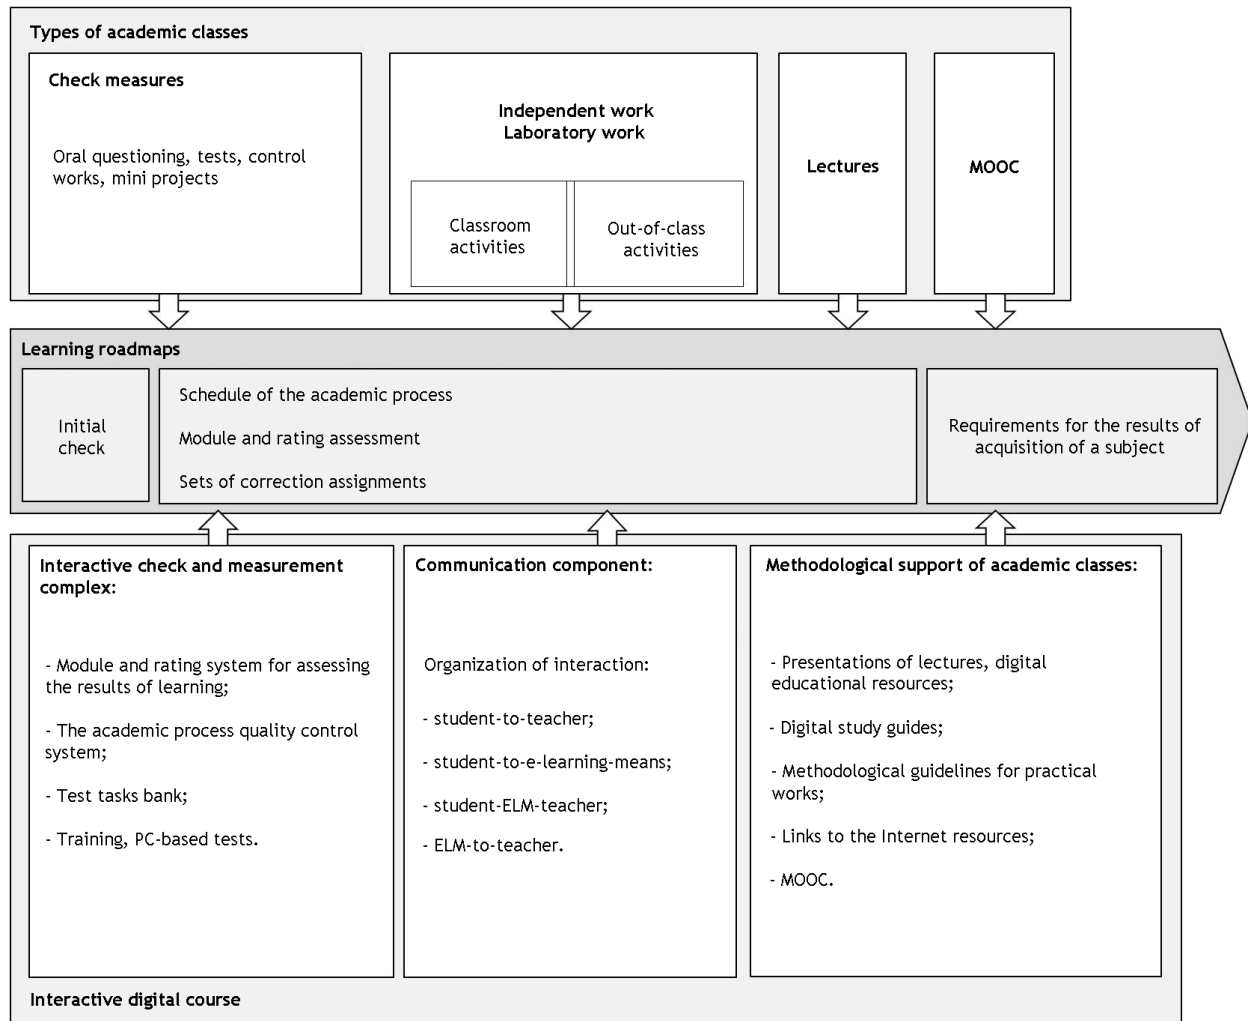 Types of academic classes
Check measures
Oral questioning, tests, control
works, mini projects
Independent work
Laboratory work
Classroom
activities
Out-of-class
activities
Lectures
MOOC
Learning roadmaps
Initial
check
Schedule of the academic process
Module and rating assessment
Sets of correction assignments
Requirements for the results of
acquisition of a subject
Interactive check and measurement
complex:
- Module and rating system for assessing
the results of learning;
- The academic process quality control
system;
- Test tasks bank;
- Training, PC-based tests.
Communication component:
Organization of interaction:
- student-to-teacher;
- student-to-e-learning-means;
- student-ELM-teacher;
- ELM-to-teacher.
Methodological support of academic classes:
- Presentations of lectures, digital
educational resources;
- Digital study guides;
- Methodological guidelines for practical
works;
- Links to the Internet resources;
- MOOC.
Interactive digital course